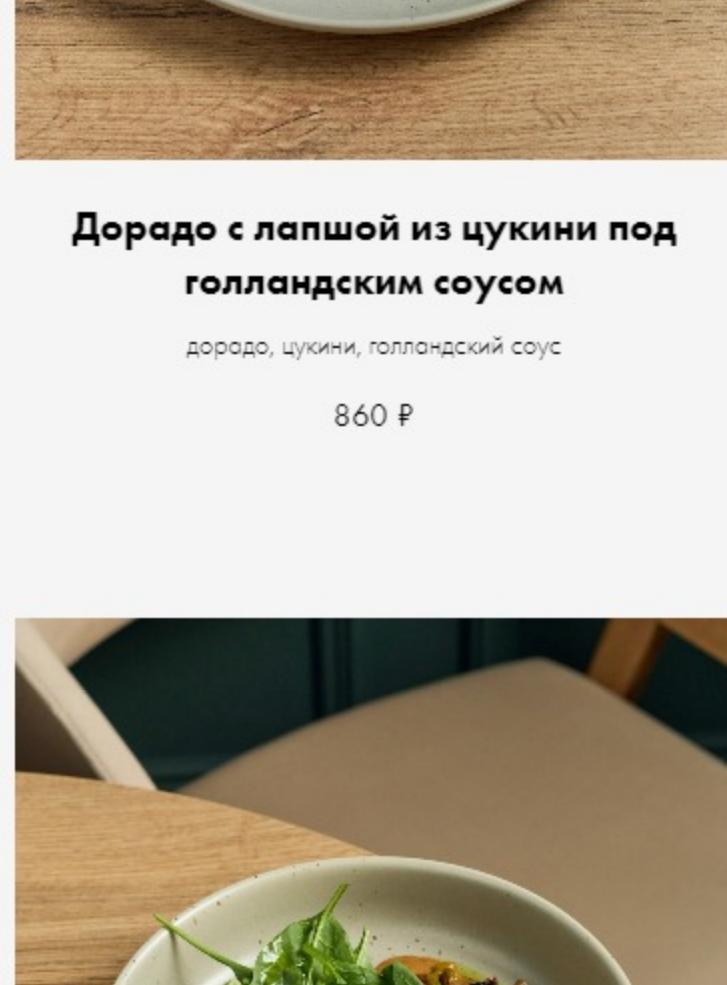 Дорадо с лапшой из цукини под
голландским соусом
дорадо, цукини, голландский соус
860 ₽